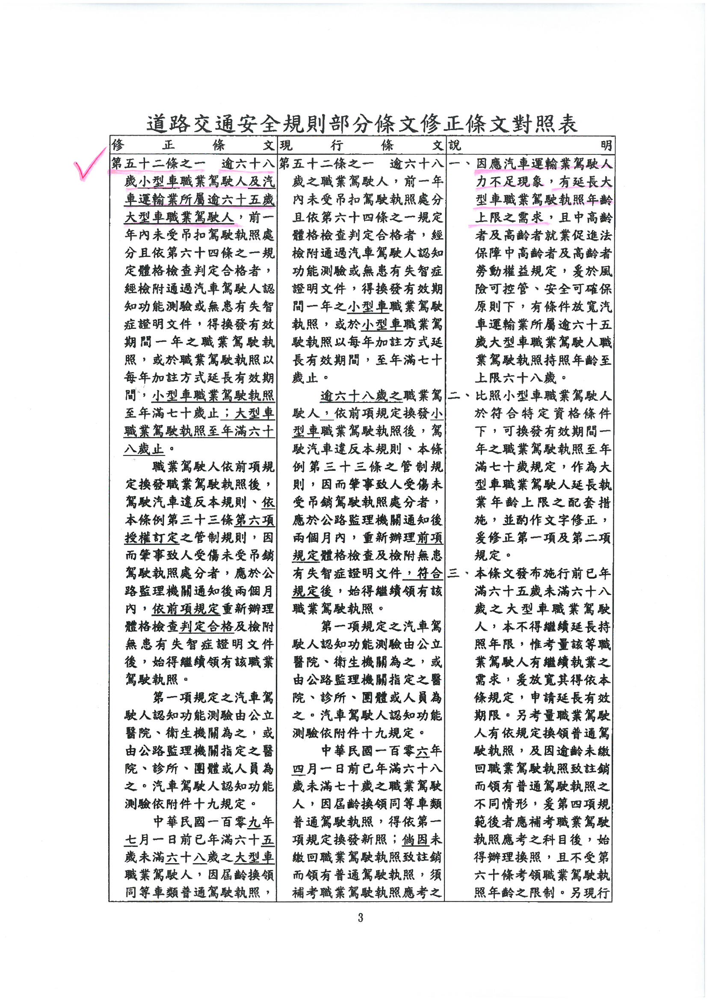 道路交通安全規則部分條文修正條文對照表
修正條文
第五十二條之一 逾六十八
歲小型車職業駕駛人及汽
車運輸業所屬逾六十五歲
大型車職業駕駛人，前一
年內未受吊扣駕駛執照處
分且依第六十四條之一規
定體格檢查判定合格者，
經檢附通過汽車駕駛人認
知功能測驗或無患有失智
症證明文件，得換發有效
期間一年之職業駕駛執
照，或於職業駕駛執照以
每年加註方式延長有效期
間，小型車職業駕駛執照
至年滿七十歲止；大型車
職業駕駛執照至年滿六十
八歲止。
職業駕駛人依前項規
定換發職業駕駛執照後，
駕駛汽車違反本規則、依
本條例第三十三條第六項
授權訂定之管制規則，因
而肇事致人受傷未受吊銷
駕駛執照處分者，應於公
路監理機關通知後兩個月
內，依前項規定重新辦理
體格檢查判定合格及檢附
無患有失智症證明文件
後，始得繼續領有該職業
駕駛執照。
第一項規定之汽車駕
駛人認知功能測驗由公立
醫院、衛生機關為之，或
由公路監理機關指定之醫
院、診所、團體或人員為
之。汽車駕駛人認知功能
測驗依附件十九規定。
中華民國一百零九年
七月一日前已年滿六十五
歲未滿六十八歲之大型車
職業駕駛人，因屆齡換領
同等車類普通駕駛執照，
現行條文
第五十二條之一 逾六十八
歲之職業駕駛人，前一年
內未受吊扣駕駛執照處分
且依第六十四條之一規定
體格檢查判定合格者，經
檢附通過汽車駕駛人認知
功能測驗或無患有失智症
證明文件，得換發有效期
間一年之小型車職業駕駛
執照，或於小型車職業駕
駛執照以每年加註方式延
長有效期間，至年滿七十
歲止。
逾六十八歲之職業駕
駛人，依前項規定換發小
型車職業駕駛執照後，駕
駛汽車違反本規則、本條
例第三十三條之管制規
則，因而肇事致人受傷未
受吊銷駕駛執照處分者，
應於公路監理機關通知後
兩個月內，重新辦理前項
規定體格檢查及檢附無患
有失智症證明文件，符合
規定後，始得繼續領有該
職業駕駛執照。
第一項規定之汽車駕
駛人認知功能測驗由公立
醫院、衛生機關為之，或
由公路監理機關指定之醫
院、診所、團體或人員為
之。汽車駕駛人認知功能
測驗依附件十九規定。
中華民國一百零六年
四月一日前已年滿六十八
歲未滿七十歲之職業駕駛
人，因屆齡換領同等車類
普通駕駛執照，得依第一
項規定換發新照；倘因未
繳回職業駕駛執照致註銷
而領有普通駕駛執照，須
補考職業駕駛執照應考之
說明
一、因應汽車運輸業駕駛人
力不足現象，有延長大
型車職業駕駛執照年齡
上限之需求，且中高齡
者及高齡者就業促進法
保障中高齡者及高齡者
勞動權益規定，爰於風
險可控管、安全可確保
原則下，有條件放寬汽
車運輸業所屬逾六十五
歲大型車職業駕駛人職
業駕駛執照持照年齡至
上限六十八歲。
二、比照小型車職業駕駛人
於符合特定資格條件
下，可換發有效期間一
年之職業駕駛執照至年
滿七十歲規定，作為大
型車職業駕駛人延長執
業年齡上限之配套措
施，並酌作文字修正，
爰修正第一項及第二項
規定。
三、本條文發布施行前已年
滿六十五歲未滿六十八
歲之大型車職業駕駛
人，本不得繼續延長持
照年限，惟考量該等職
業駕駛人有繼續執業之
需求，爰放寬其得依本
條規定，申請延長有效
期限。另考量職業駕駛
人有依規定換領普通駕
駛執照，及因逾齡未繳
回職業駕駛執照致註銷
而領有普通駕駛執照之
不同情形，爰第四項規
範後者應補考職業駕駛
執照應考之科目後，始
得辦理換照，且不受第
六十條考領職業駕駛執
照年齡之限制。另現行
3